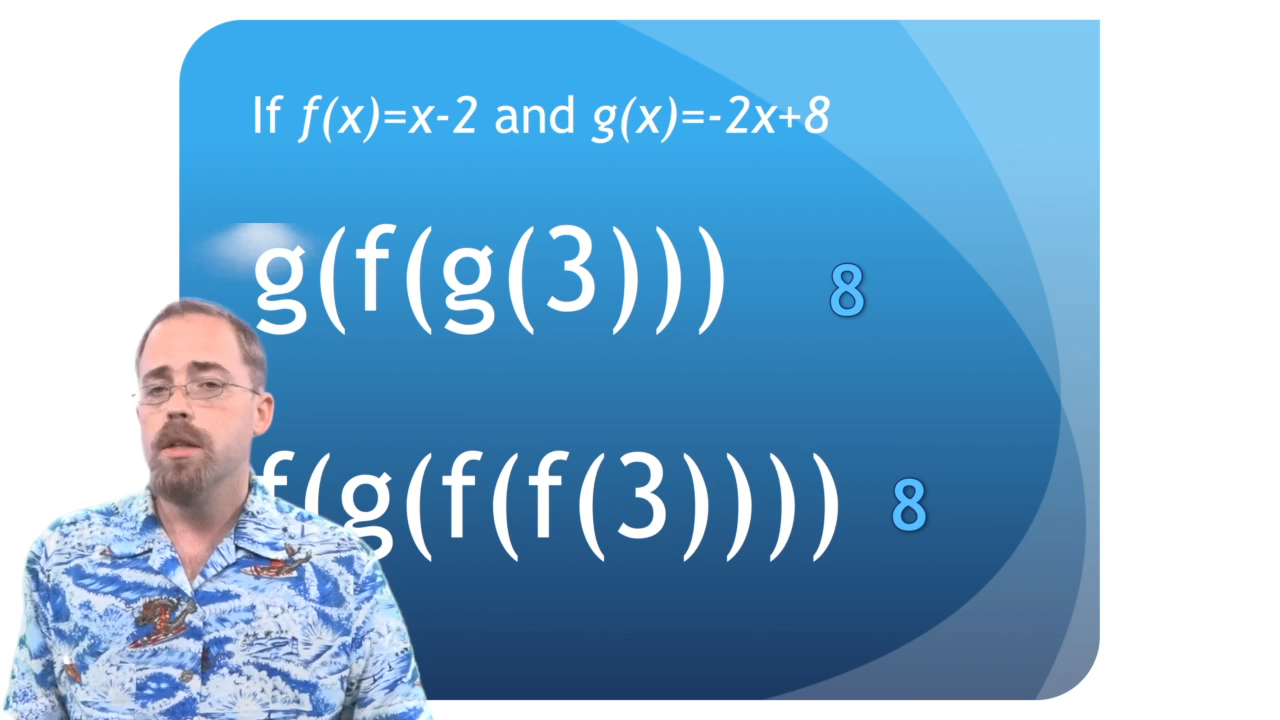 If f(x)=x-2 and g(x)=-2x+8
g(f(g(3))) 8
f(g(f(f(3)))) 8